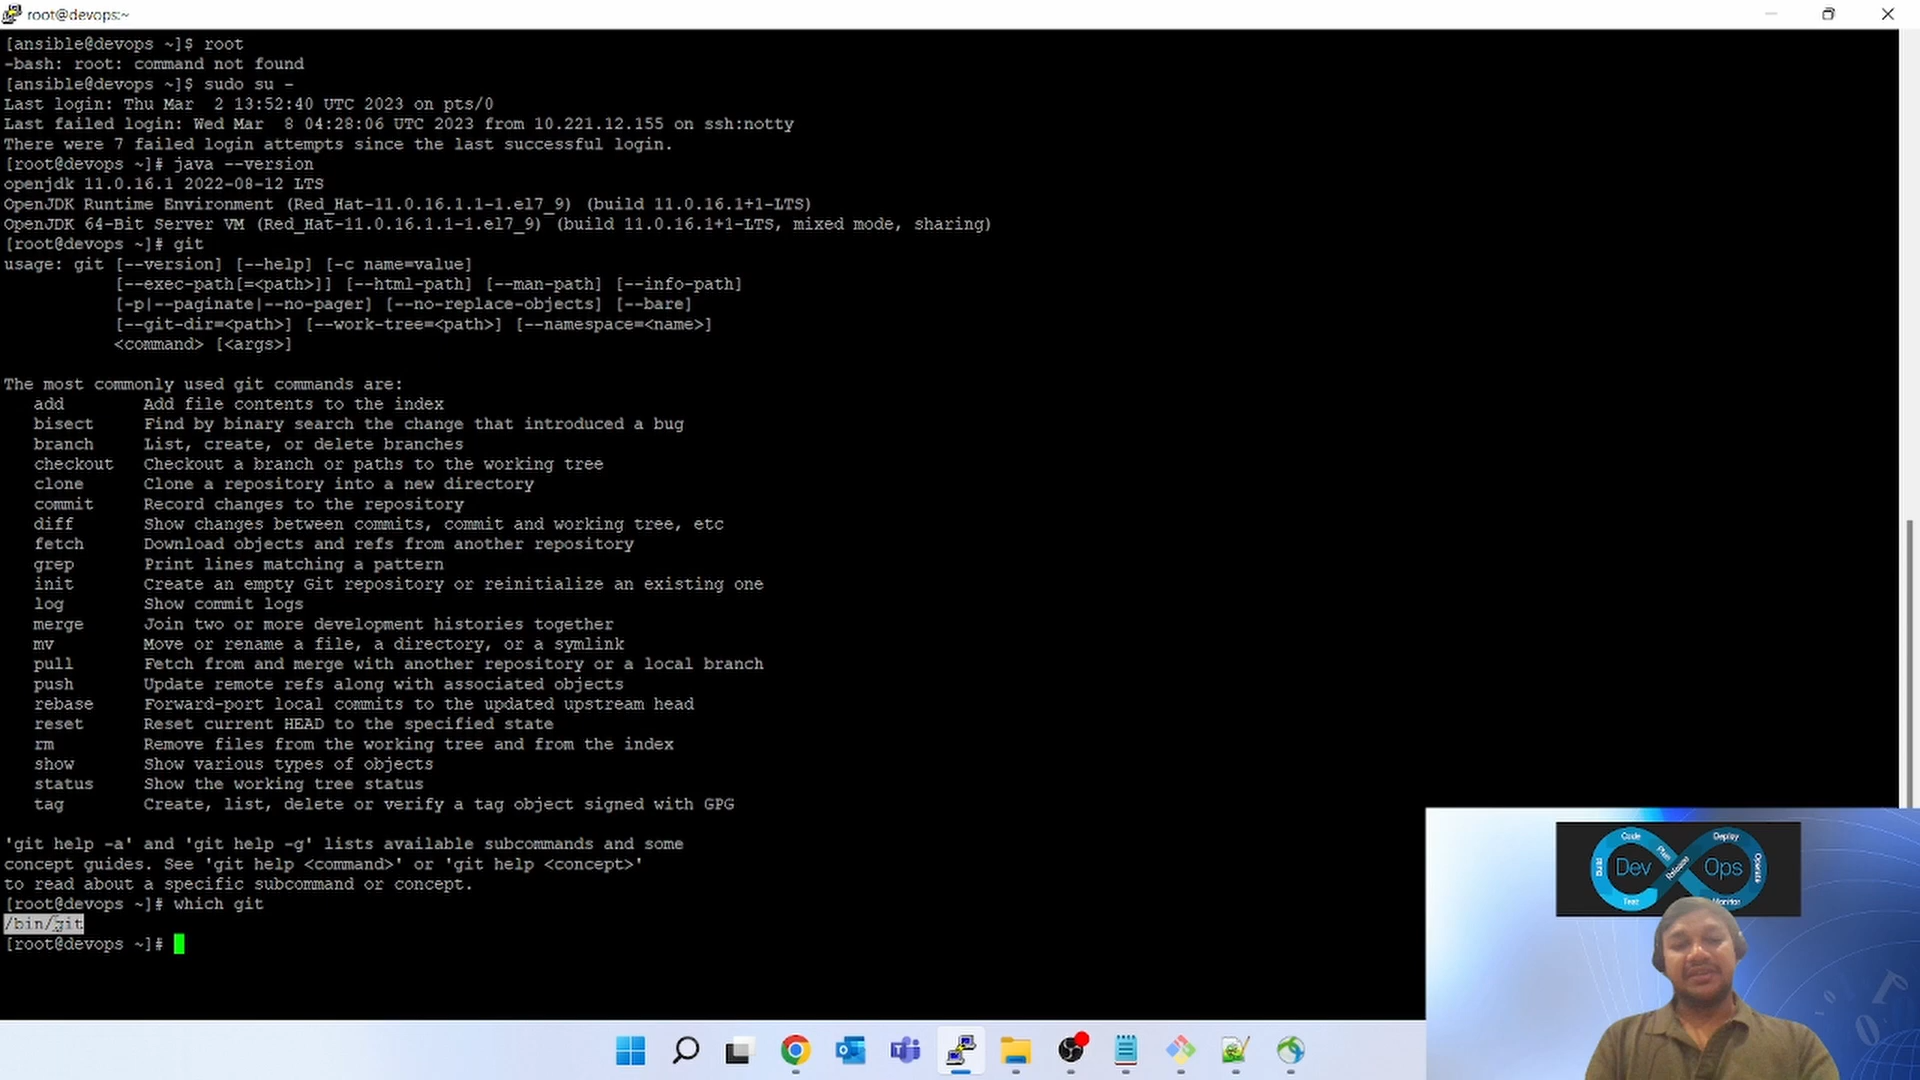 root@devops:~
[ansible@devops ~]$ root
-bash: root: command not found
[ansible@devops ~]$ sudo su -
Last login: Thu Mar  2 13:52:40 UTC 2023 on pts/0
Last failed login: Wed Mar  8 04:28:06 UTC 2023 from 10.221.12.155 on ssh:notty
There were 7 failed login attempts since the last successful login.
[root@devops ~]# java --version
openjdk 11.0.16.1 2022-08-12 LTS
OpenJDK Runtime Environment (Red_Hat-11.0.16.1.1-1.el7_9) (build 11.0.16.1+1-LTS)
OpenJDK 64-Bit Server VM (Red_Hat-11.0.16.1.1-1.el7_9) (build 11.0.16.1+1-LTS, mixed mode, sharing)
[root@devops ~]# git
usage: git [--version] [--help] [-c name=value]
           [--exec-path[=<path>]] [--html-path] [--man-path] [--info-path]
           [-p|--paginate|--no-pager] [--no-replace-objects] [--bare]
           [--git-dir=<path>] [--work-tree=<path>] [--namespace=<name>]
           <command> [<args>]

The most commonly used git commands are:
   add        Add file contents to the index
   bisect     Find by binary search the change that introduced a bug
   branch     List, create, or delete branches
   checkout   Checkout a branch or paths to the working tree
   clone      Clone a repository into a new directory
   commit     Record changes to the repository
   diff       Show changes between commits, commit and working tree, etc
   fetch      Download objects and refs from another repository
   grep       Print lines matching a pattern
   init       Create an empty Git repository or reinitialize an existing one
   log        Show commit logs
   merge      Join two or more development histories together
   mv         Move or rename a file, a directory, or a symlink
   pull       Fetch from and merge with another repository or a local branch
   push       Update remote refs along with associated objects
   rebase     Forward-port local commits to the updated upstream head
   reset      Reset current HEAD to the specified state
   rm         Remove files from the working tree and from the index
   show       Show various types of objects
   status     Show the working tree status
   tag        Create, list, delete or verify a tag object signed with GPG

'git help -a' and 'git help -g' lists available subcommands and some
concept guides. See 'git help <command>' or 'git help <concept>'
to read about a specific subcommand or concept.
[root@devops ~]# which git
/bin/git
[root@devops ~]#
Code Deploy
Plan
Dev Ops
Release
Operate
Build
Test Monitor